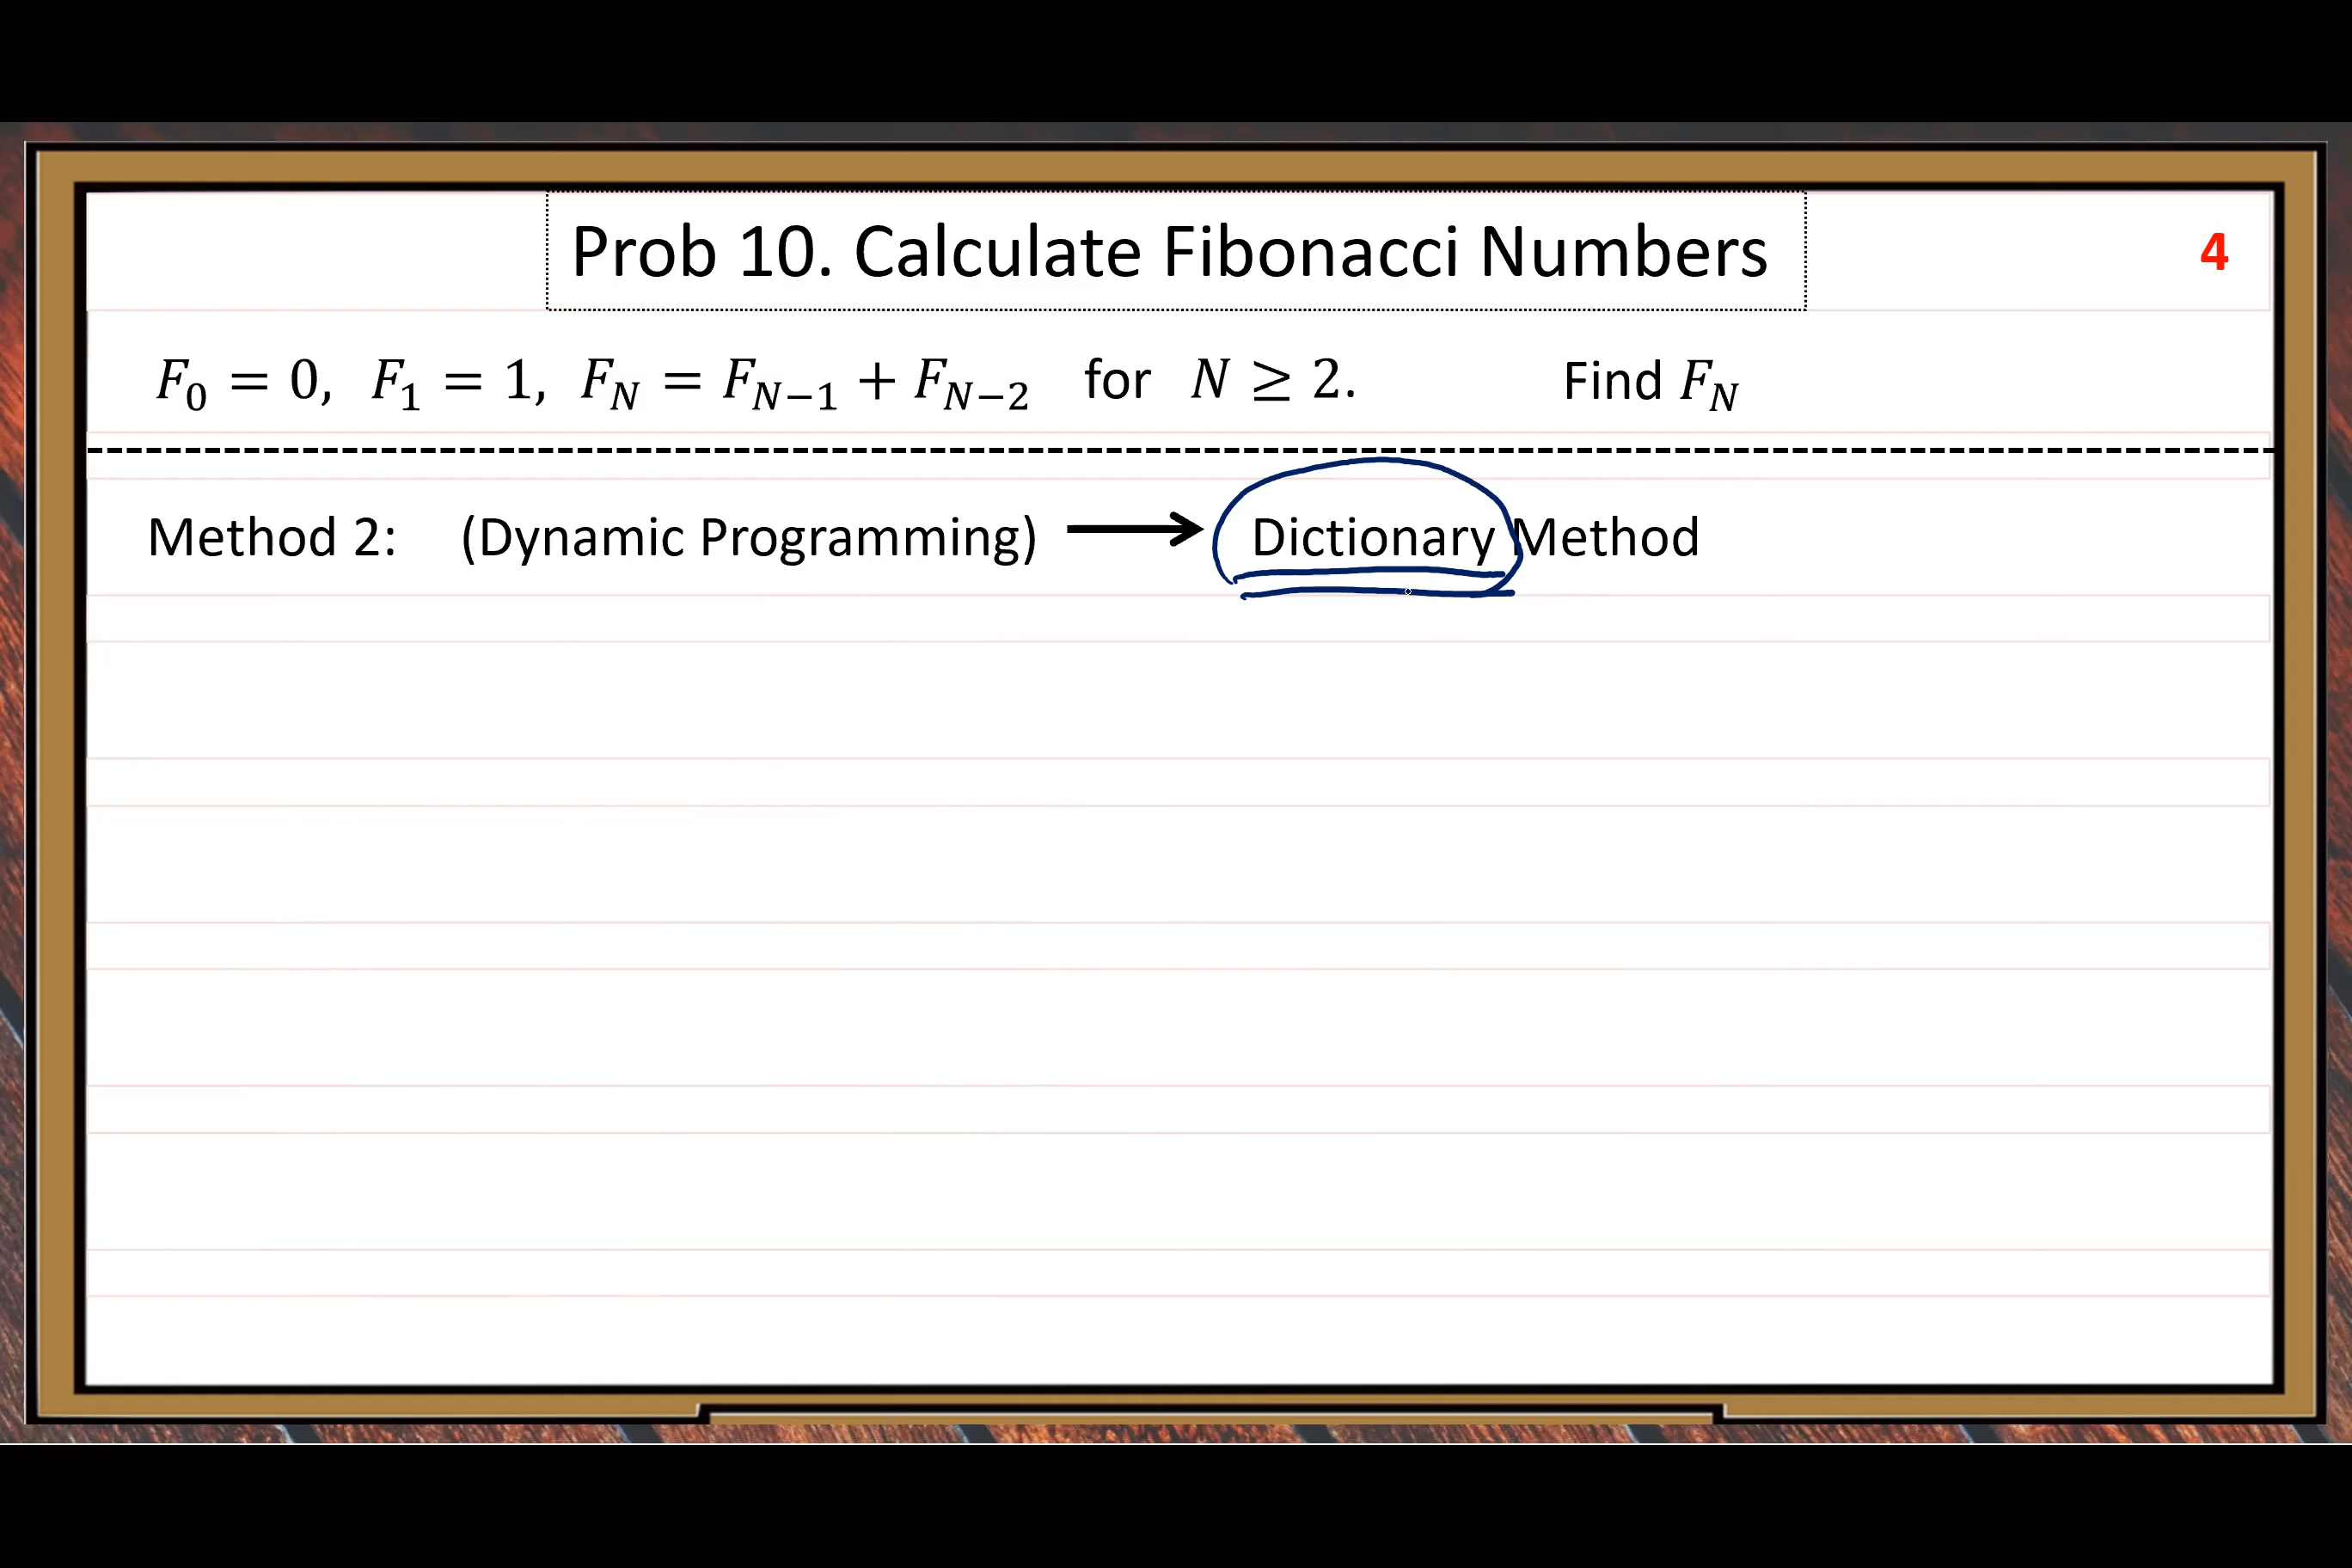 Prob 10. Calculate Fibonacci Numbers
4
F₀ = 0, F₁ = 1, F_N = F_{N−1} + F_{N−2} for N ≥ 2. Find F_N
Method 2: (Dynamic Programming) ⟶ Dictionary Method